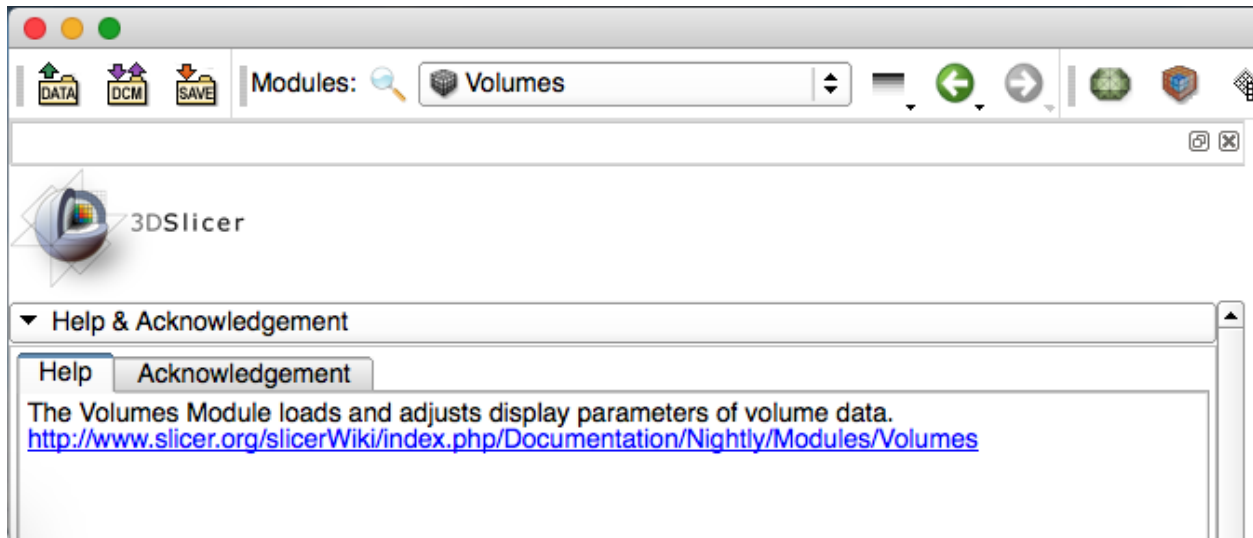 DATA DCM SAVE Modules: Volumes
3DSlicer
Help & Acknowledgement
Help Acknowledgement
The Volumes Module loads and adjusts display parameters of volume data.
http://www.slicer.org/slicerWiki/index.php/Documentation/Nightly/Modules/Volumes